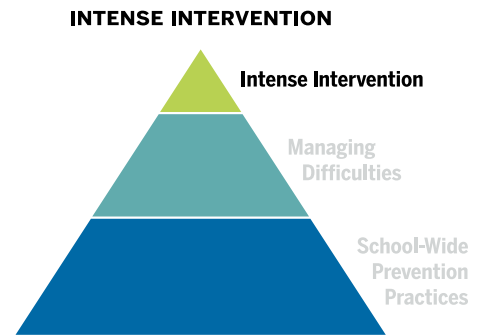 INTENSE INTERVENTION
Intense Intervention
Managing
Difficulties
School-Wide
Prevention
Practices